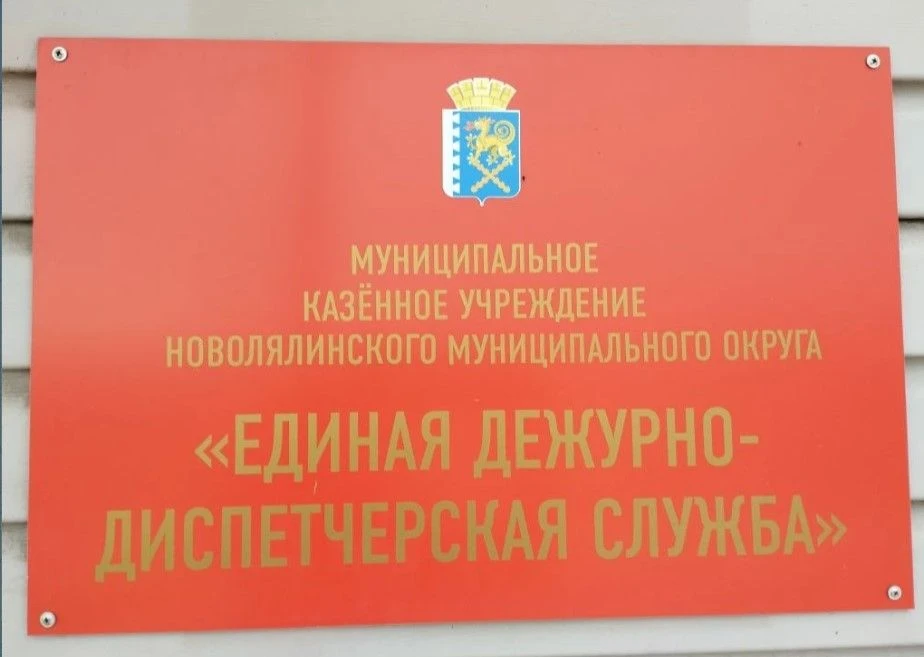 МУНИЦИПАЛЬНОЕ
КАЗЁННОЕ УЧРЕЖДЕНИЕ
НОВОЛЯЛИНСКОГО МУНИЦИПАЛЬНОГО ОКРУГА
«ЕДИНАЯ ДЕЖУРНО-
ДИСПЕТЧЕРСКАЯ СЛУЖБА»